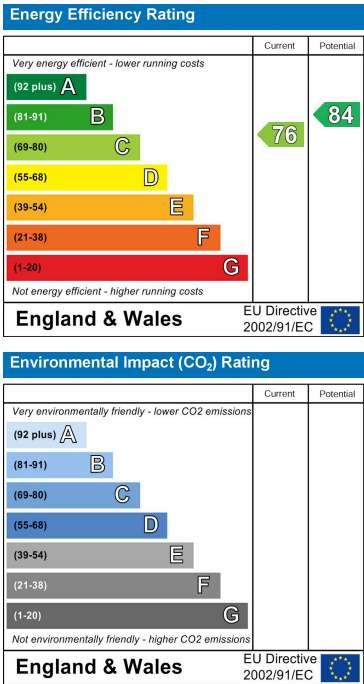 Energy Efficiency Rating
Current Potential
Very energy efficient - lower running costs
(92 plus) A
(81-91) B
(69-80) C
(55-68) D
(39-54) E
(21-38) F
(1-20) G
76
84
Not energy efficient - higher running costs
England & Wales
EU Directive
2002/91/EC
Environmental Impact (CO₂) Rating
Current Potential
Very environmentally friendly - lower CO2 emissions
(92 plus) A
(81-91) B
(69-80) C
(55-68) D
(39-54) E
(21-38) F
(1-20) G
Not environmentally friendly - higher CO2 emissions
England & Wales
EU Directive
2002/91/EC